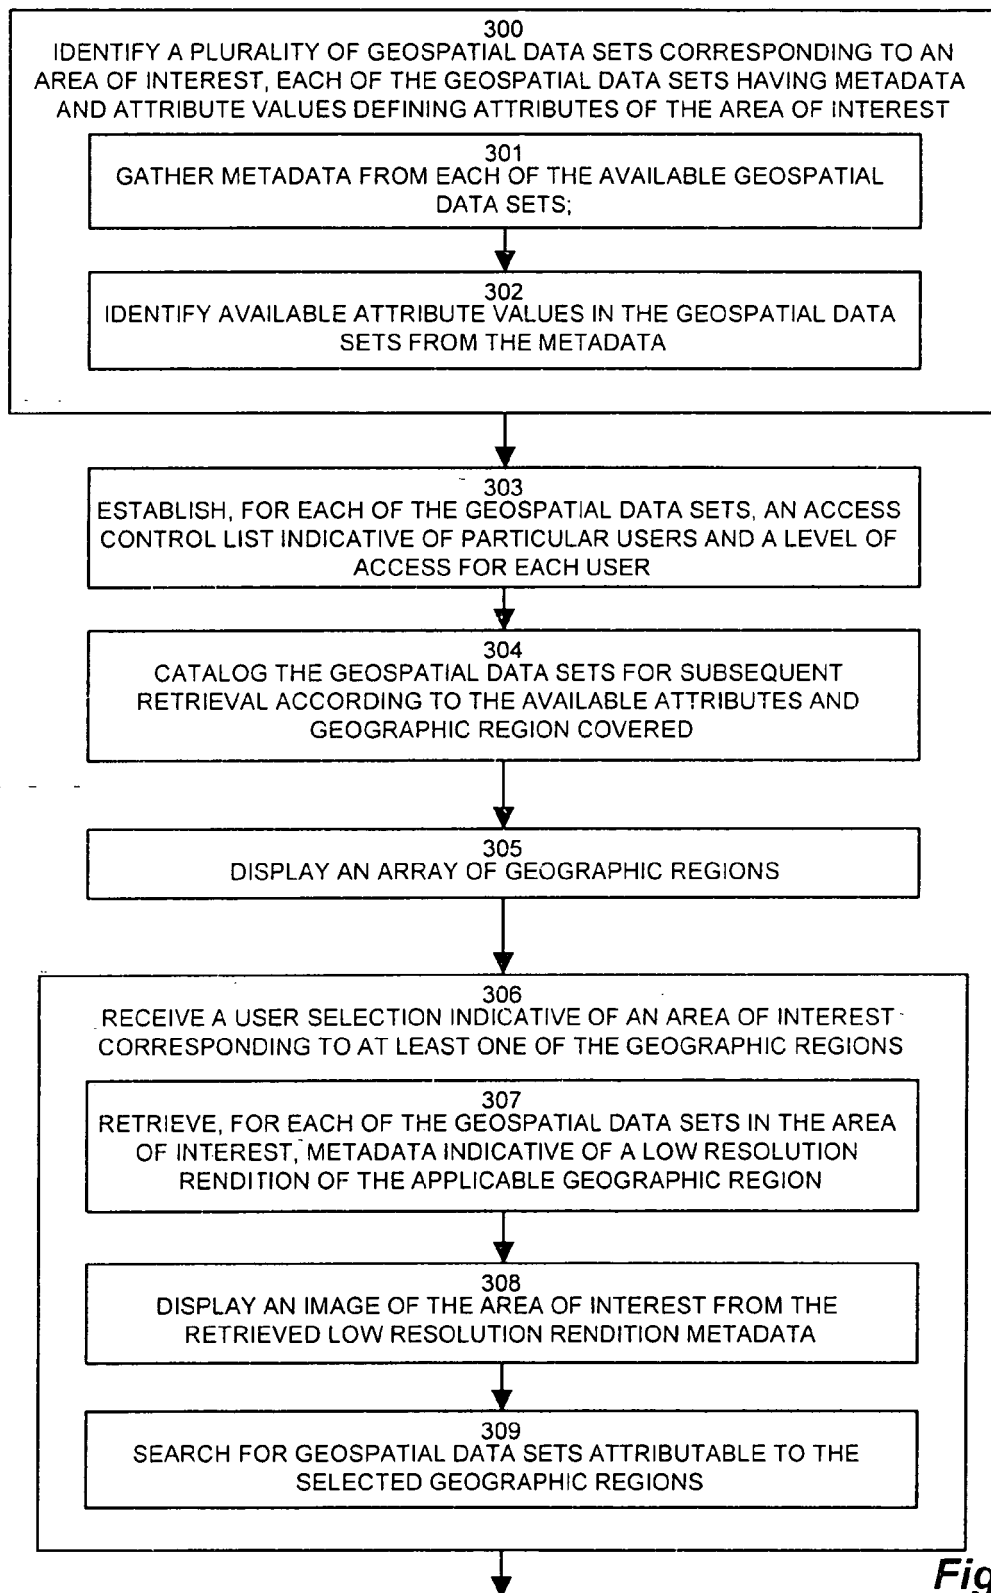 300
IDENTIFY A PLURALITY OF GEOSPATIAL DATA SETS CORRESPONDING TO AN
AREA OF INTEREST, EACH OF THE GEOSPATIAL DATA SETS HAVING METADATA
AND ATTRIBUTE VALUES DEFINING ATTRIBUTES OF THE AREA OF INTEREST
301
GATHER METADATA FROM EACH OF THE AVAILABLE GEOSPATIAL
DATA SETS;
302
IDENTIFY AVAILABLE ATTRIBUTE VALUES IN THE GEOSPATIAL DATA
SETS FROM THE METADATA
303
ESTABLISH, FOR EACH OF THE GEOSPATIAL DATA SETS, AN ACCESS
CONTROL LIST INDICATIVE OF PARTICULAR USERS AND A LEVEL OF
ACCESS FOR EACH USER
304
CATALOG THE GEOSPATIAL DATA SETS FOR SUBSEQUENT
RETRIEVAL ACCORDING TO THE AVAILABLE ATTRIBUTES AND
GEOGRAPHIC REGION COVERED
305
DISPLAY AN ARRAY OF GEOGRAPHIC REGIONS
306
RECEIVE A USER SELECTION INDICATIVE OF AN AREA OF INTEREST
CORRESPONDING TO AT LEAST ONE OF THE GEOGRAPHIC REGIONS
307
RETRIEVE, FOR EACH OF THE GEOSPATIAL DATA SETS IN THE AREA
OF INTEREST, METADATA INDICATIVE OF A LOW RESOLUTION
RENDITION OF THE APPLICABLE GEOGRAPHIC REGION
308
DISPLAY AN IMAGE OF THE AREA OF INTEREST FROM THE
RETRIEVED LOW RESOLUTION RENDITION METADATA
309
SEARCH FOR GEOSPATIAL DATA SETS ATTRIBUTABLE TO THE
SELECTED GEOGRAPHIC REGIONS
Fig